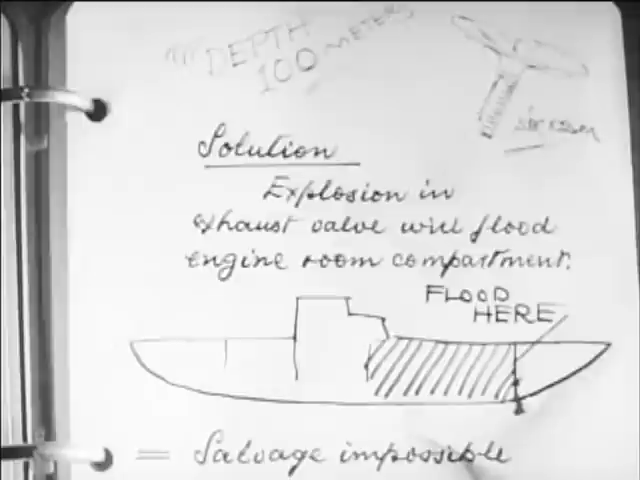 DEPTH
100 METERS
Solution
Explosion in
exhaust valve will flood
engine room compartment.
FLOOD
HERE
= Salvage impossible